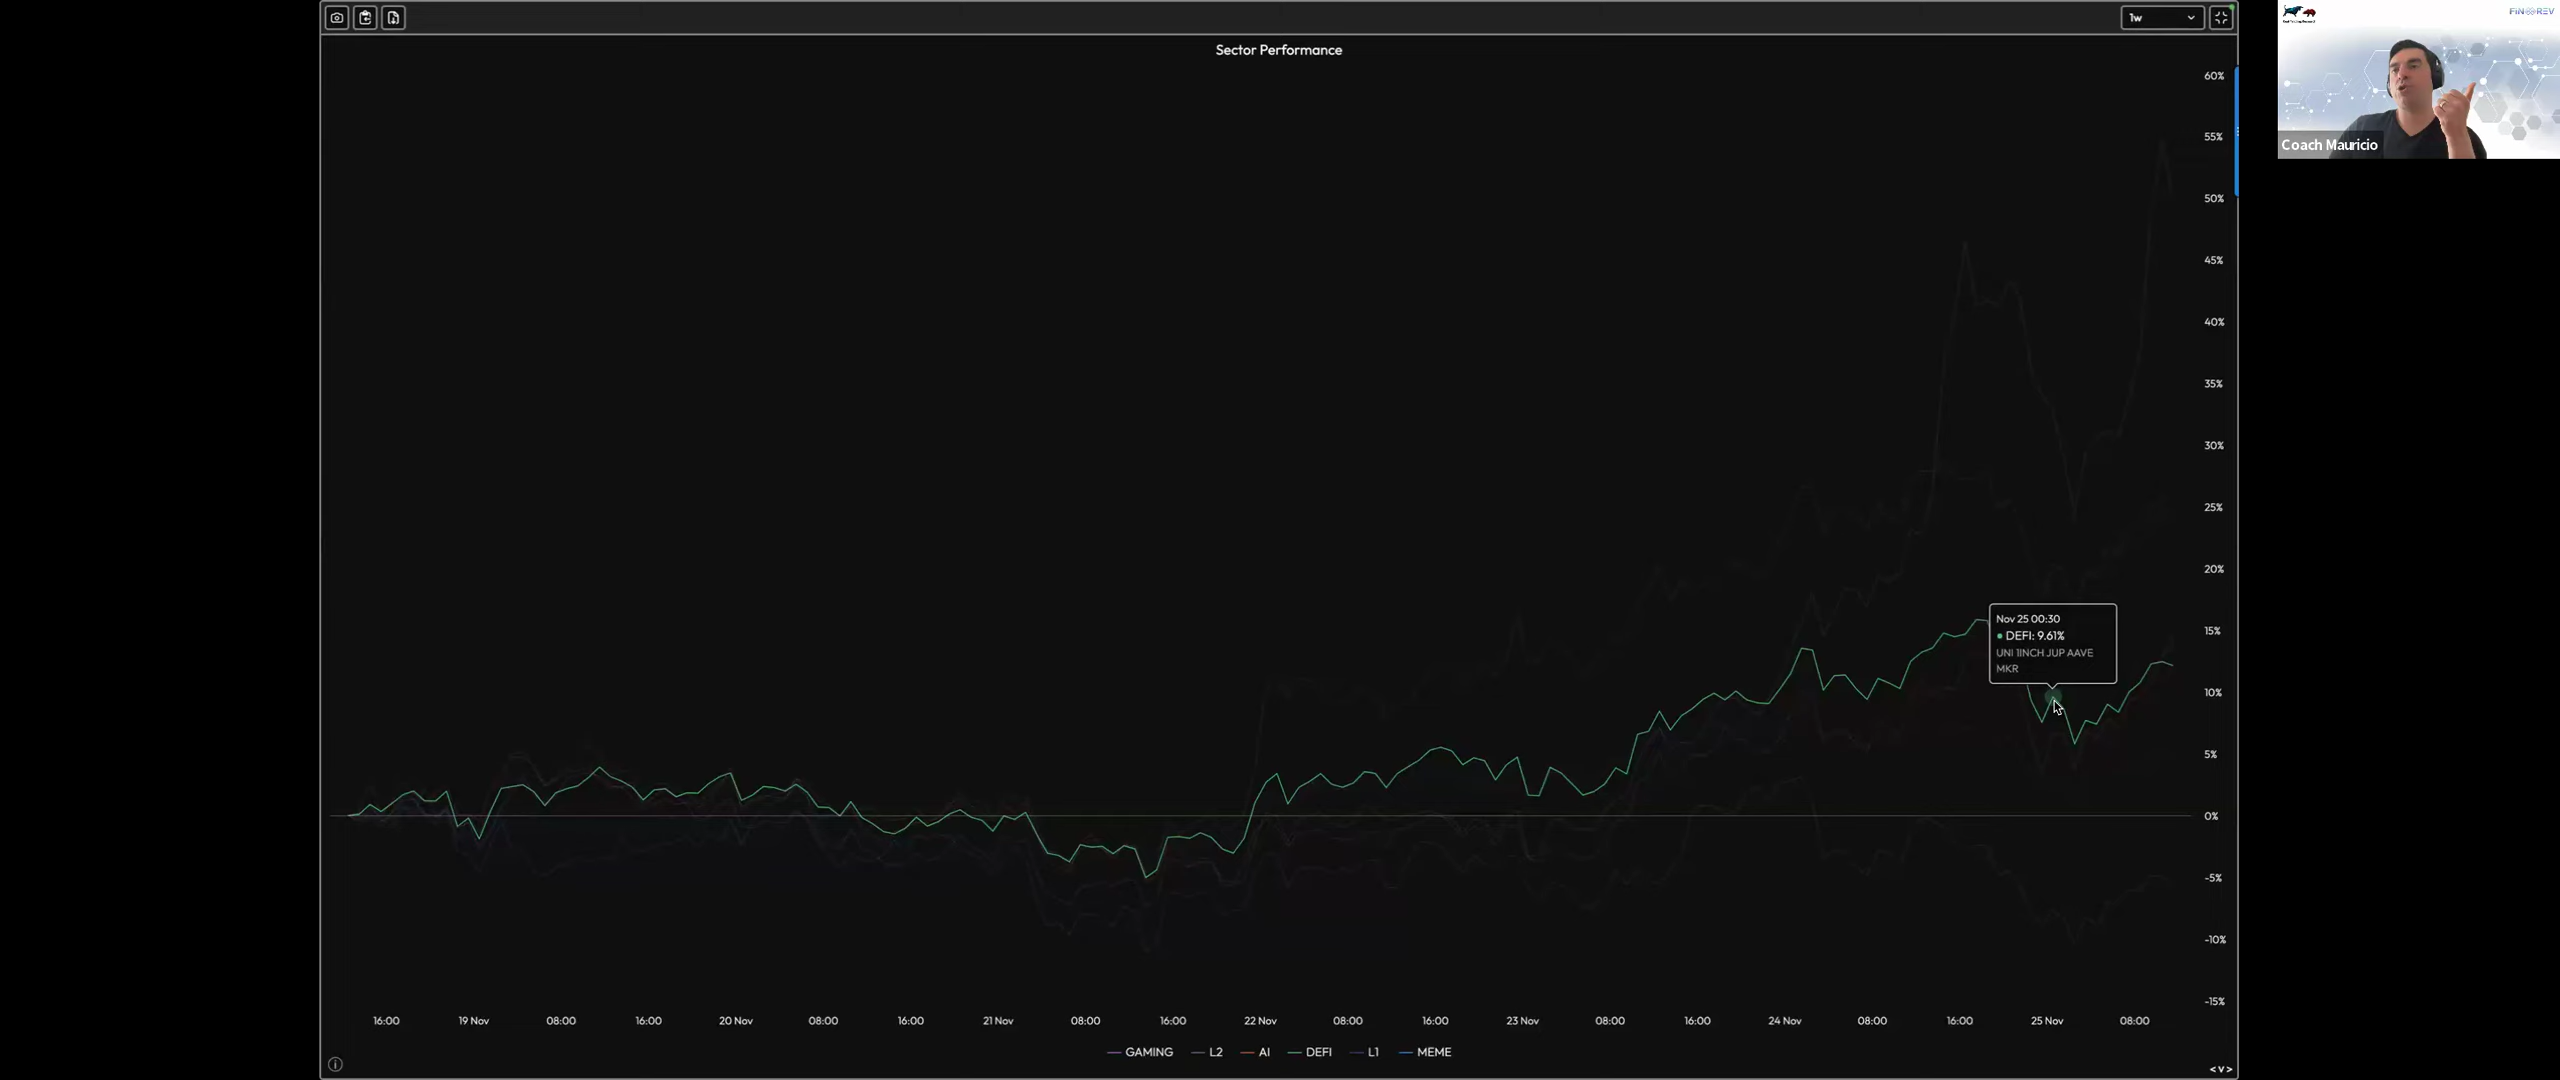 1w
FIN REV
Sector Performance
60%
55%
Coach Mauricio
50%
45%
40%
35%
30%
25%
20%
Nov 25 00:30
DEFI: 9.61%
UNI 1INCH JUP AAVE
MKR
15%
10%
5%
0%
-5%
-10%
-15%
16:00 19 Nov 08:00 16:00 20 Nov 08:00 16:00 21 Nov 08:00 16:00 22 Nov 08:00 16:00 23 Nov 08:00 16:00 24 Nov 08:00 16:00 25 Nov 08:00
GAMING L2 AI DEFI L1 MEME
<v>